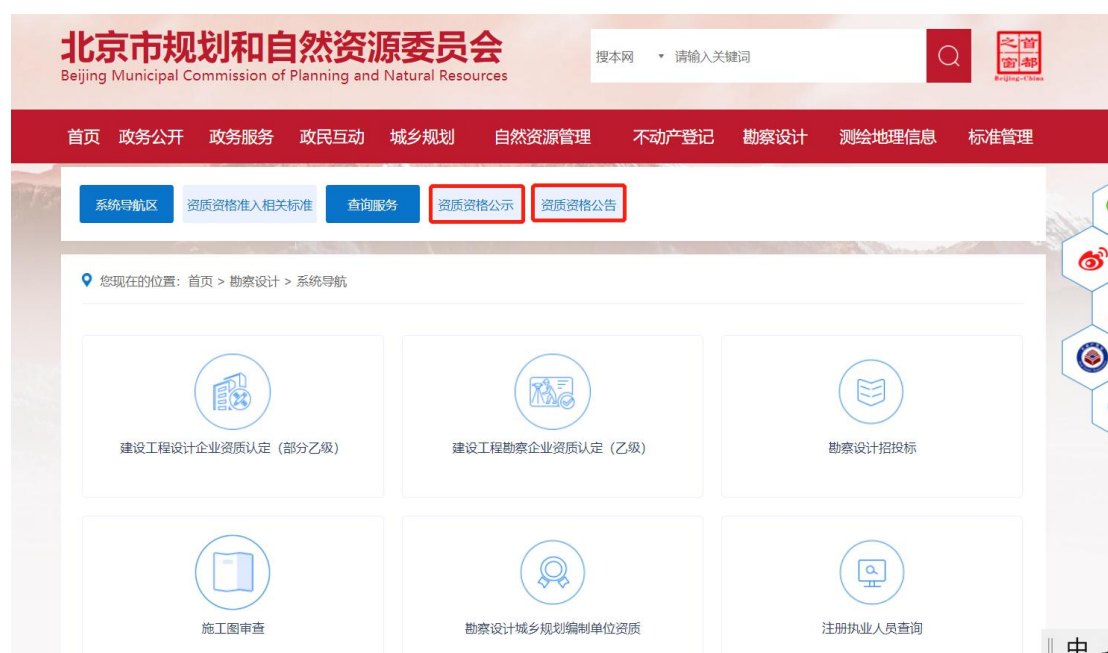 北京市规划和自然资源委员会
Beijing Municipal Commission of Planning and Natural Resources
搜本网 ▼ 请输入关键词
首都之窗
Beijing-China
首页 政务公开 政务服务 政民互动 城乡规划 自然资源管理 不动产登记 勘察设计 测绘地理信息 标准管理
系统导航区 资质资格准入相关标准 查询服务 资质资格公示 资质资格公告
您现在的位置：首页 > 勘察设计 > 系统导航
建设工程设计企业资质认定（部分乙级） 建设工程勘察企业资质认定（乙级） 勘察设计招投标
施工图审查 勘察设计城乡规划编制单位资质 注册执业人员查询
中